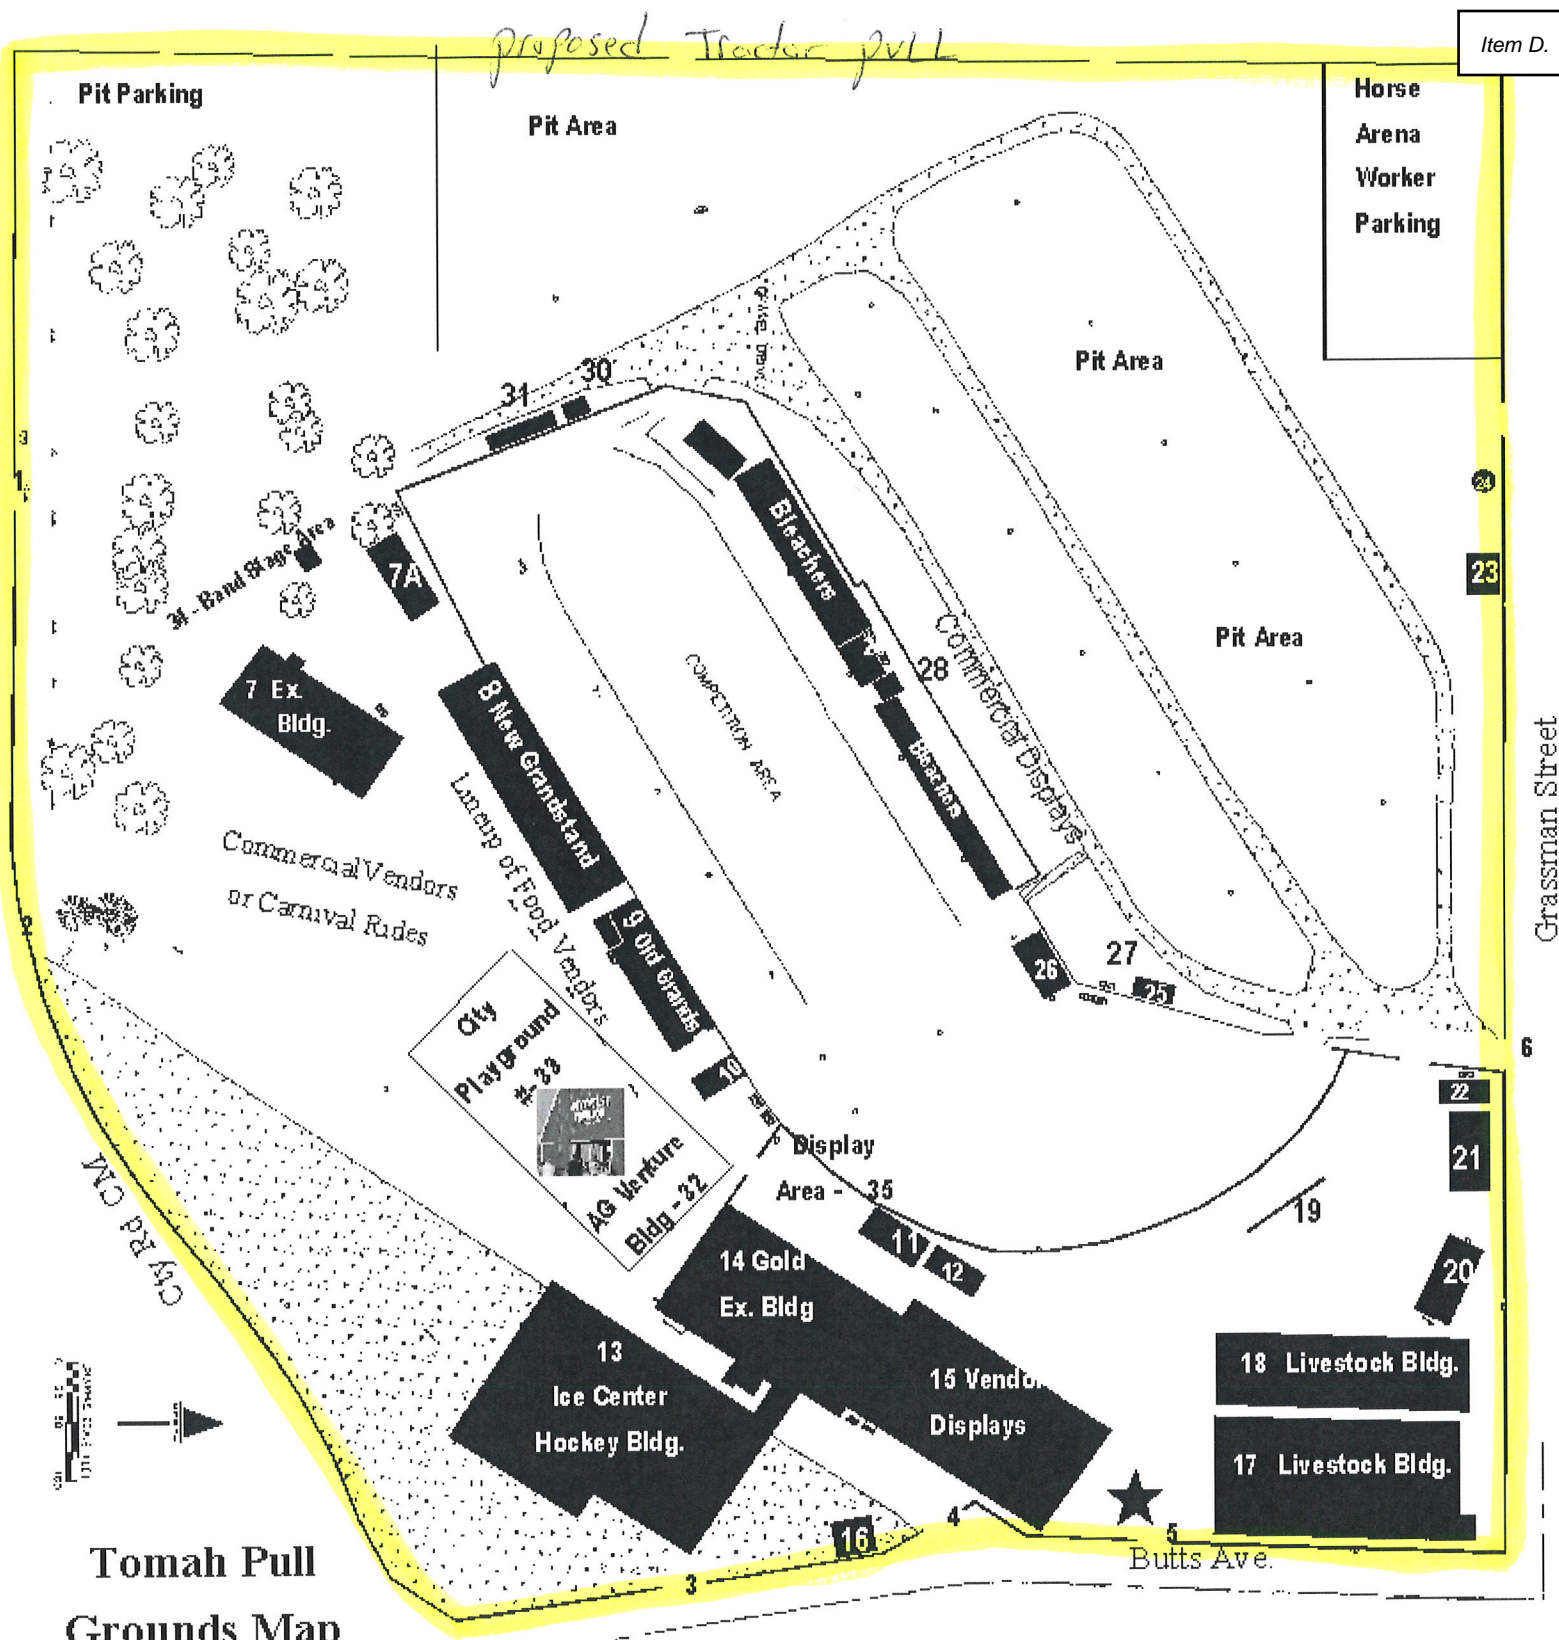 proposed Tractor pull
Item D.
Pit Parking
Pit Area
Horse
Arena
Worker
Parking
Pit Area
30
31
24
1
Bleachers
34 - Band Stage Area
7A
23
Pit Area
28
Commercial Displays
7 Ex.
Bldg.
8 New Grandstand
COMPETITION AREA
Bleachers
Grassman Street
Lineup of Food Vendors
Commercial Vendors
or Carnival Rides
9 Old Grands
2
26
27
25
City
Playground
#-33
10
6
22
AG Venture
Bldg - 32
Display
Area - 35
21
Cty Rd CM
11
12
19
20
14 Gold
Ex. Bldg
13
Ice Center
Hockey Bldg.
15 Vendor
Displays
18 Livestock Bldg.
17 Livestock Bldg.
16
4
5
Butts Ave.
3
Tomah Pull
Grounds Map